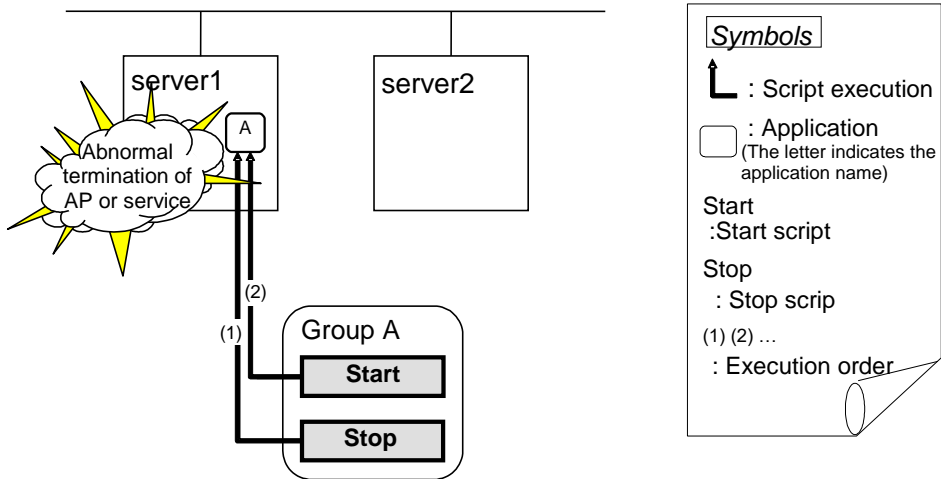 server1
A
Abnormal
termination of
AP or service
server2
(2)
(1)
Group A
Start
Stop
Symbols
: Script execution
: Application
(The letter indicates the
application name)
Start
:Start script
Stop
: Stop scrip
(1) (2) …
: Execution order